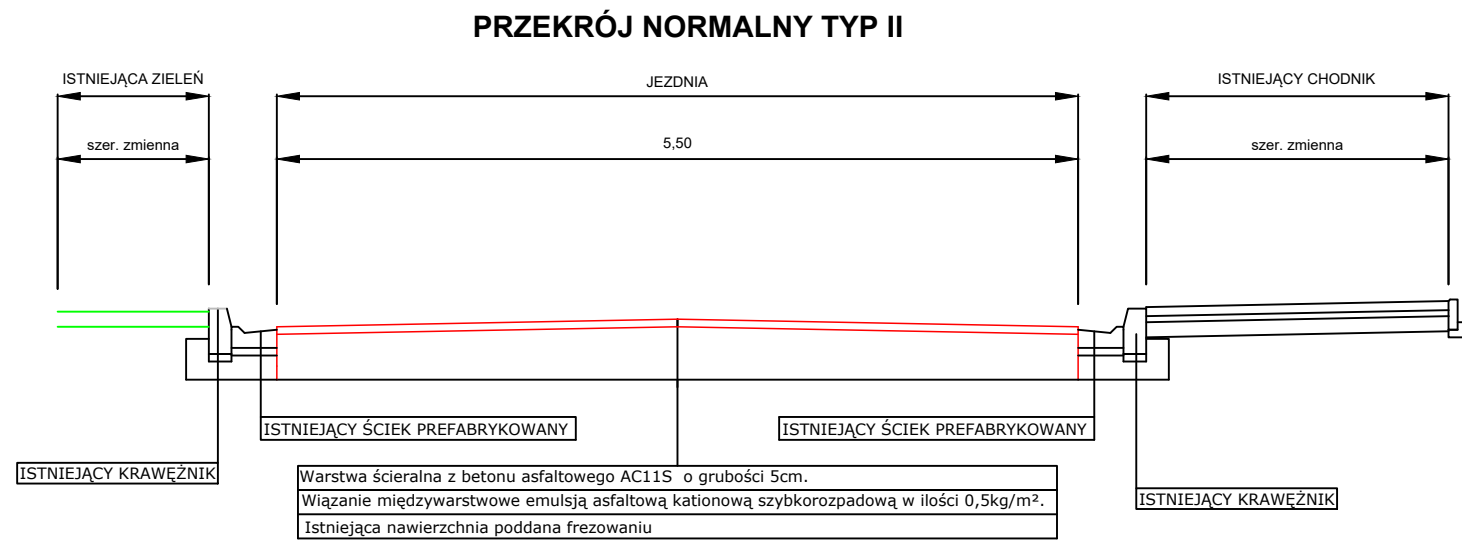 PRZEKRÓJ NORMALNY TYP II
ISTNIEJĄCA ZIELEŃ
JEZDNIA
ISTNIEJĄCY CHODNIK
szer. zmienna
5,50
szer. zmienna
ISTNIEJĄCY ŚCIEK PREFABRYKOWANY
ISTNIEJĄCY ŚCIEK PREFABRYKOWANY
ISTNIEJĄCY KRAWĘŻNIK
Warstwa ścieralna z betonu asfaltowego AC11S o grubości 5cm.
Wiązanie międzywarstwowe emulsją asfaltową kationową szybkorozpadową w ilości 0,5kg/m².
Istniejąca nawierzchnia poddana frezowaniu
ISTNIEJĄCY KRAWĘŻNIK